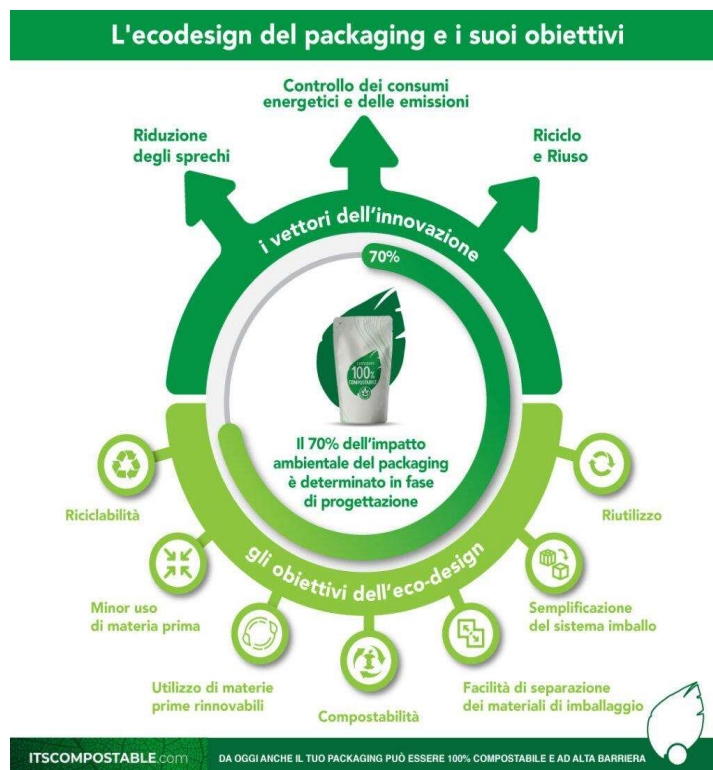 L'ecodesign del packaging e i suoi obiettivi
Controllo dei consumi
energetici e delle emissioni
Riduzione
degli sprechi
Riciclo
e Riuso
i vettori dell'innovazione
70%
100%
COMPOSTABILE
Il 70% dell'impatto
ambientale del packaging
è determinato in fase
di progettazione
gli obiettivi dell'eco-design
Riciclabilità
Riutilizzo
Minor uso
di materia prima
Semplificazione
del sistema imballo
Utilizzo di materie
prime rinnovabili
Compostabilità
Facilità di separazione
dei materiali di imballaggio
ITSCOMPOSTABLE.com
DA OGGI ANCHE IL TUO PACKAGING PUÒ ESSERE 100% COMPOSTABILE E AD ALTA BARRIERA